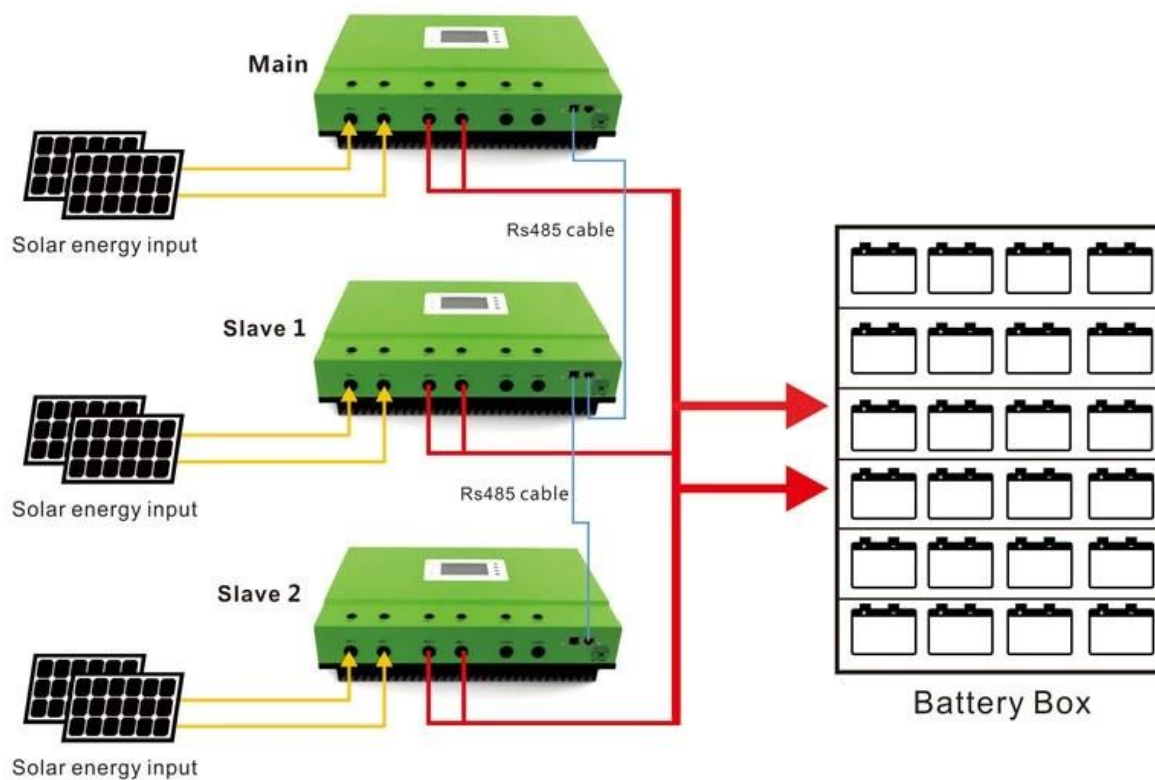 Main
Solar energy input
Rs485 cable
Slave 1
Solar energy input
Rs485 cable
Slave 2
Solar energy input
Battery Box